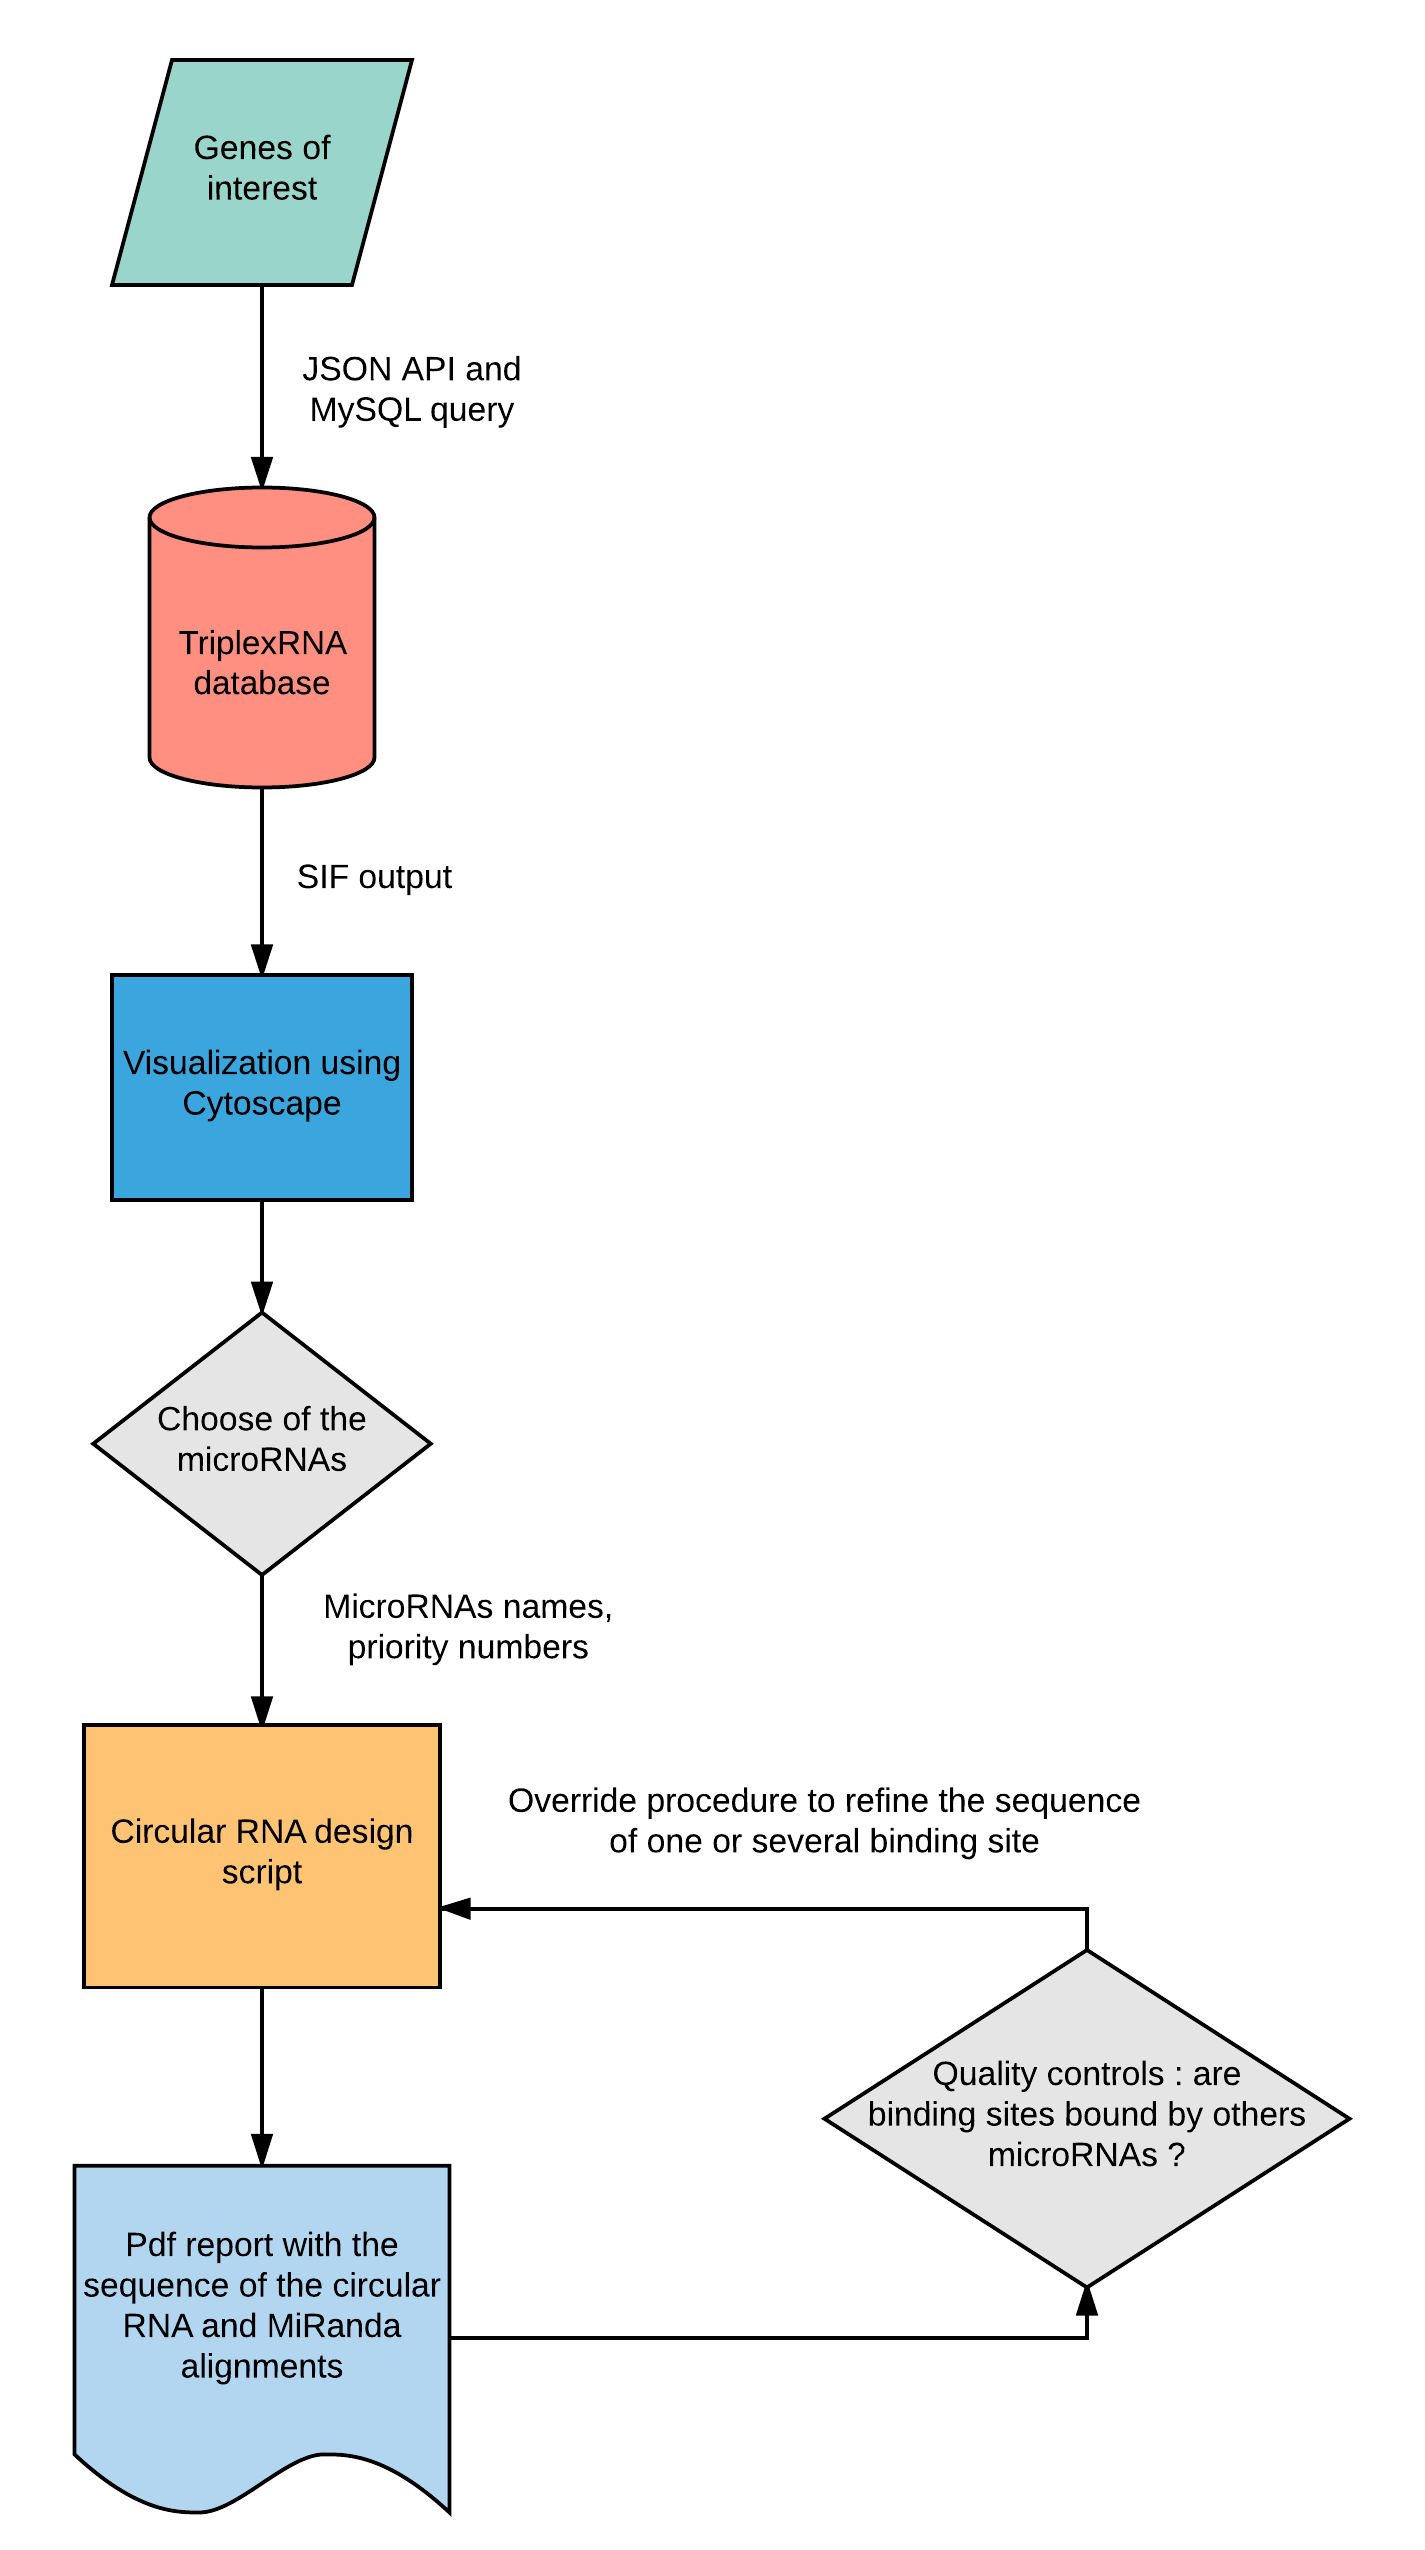 Genes of
interest
JSON API and
MySQL query
TriplexRNA
database
SIF output
Visualization using
Cytoscape
Choose of the
microRNAs
MicroRNAs names,
priority numbers
Circular RNA design
script
Override procedure to refine the sequence
of one or several binding site
Quality controls : are
binding sites bound by others
microRNAs ?
Pdf report with the
sequence of the circular
RNA and MiRanda
alignments